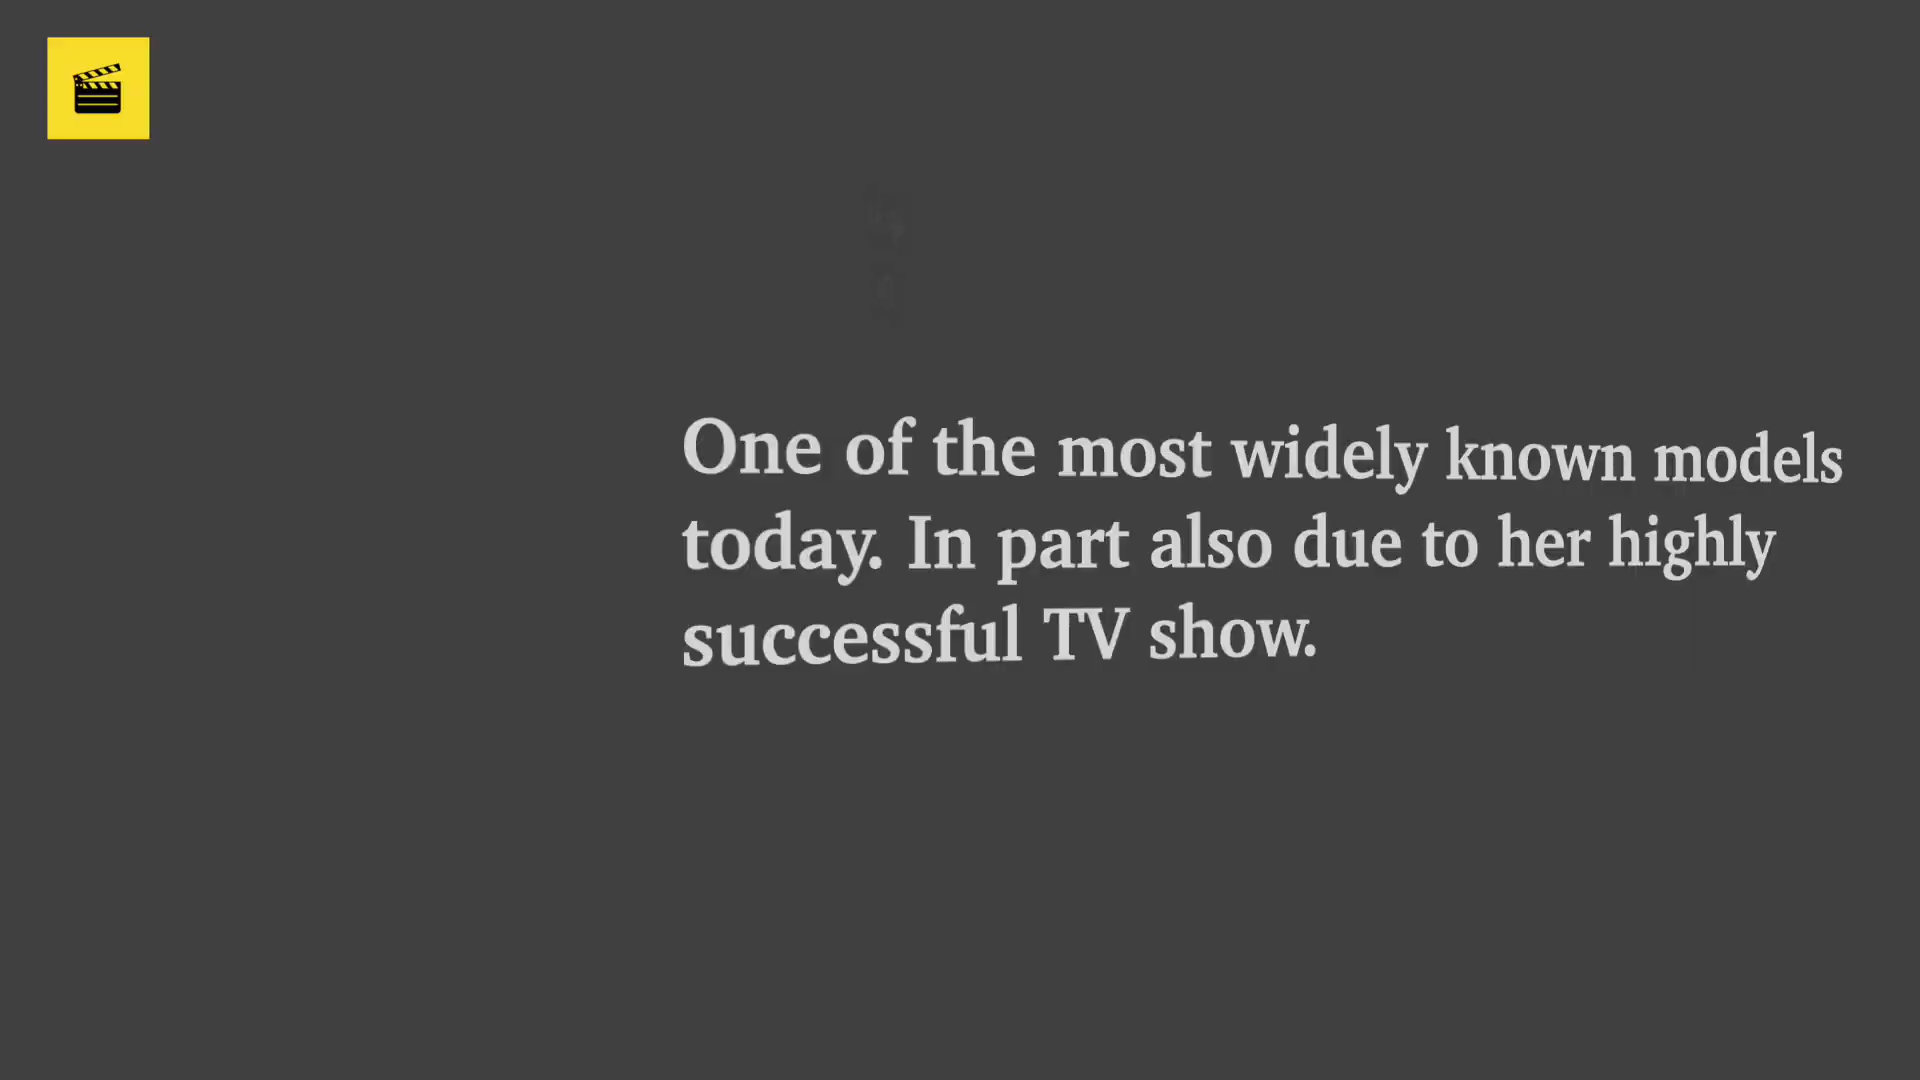 One of the most widely known models
today. In part also due to her highly
successful TV show.